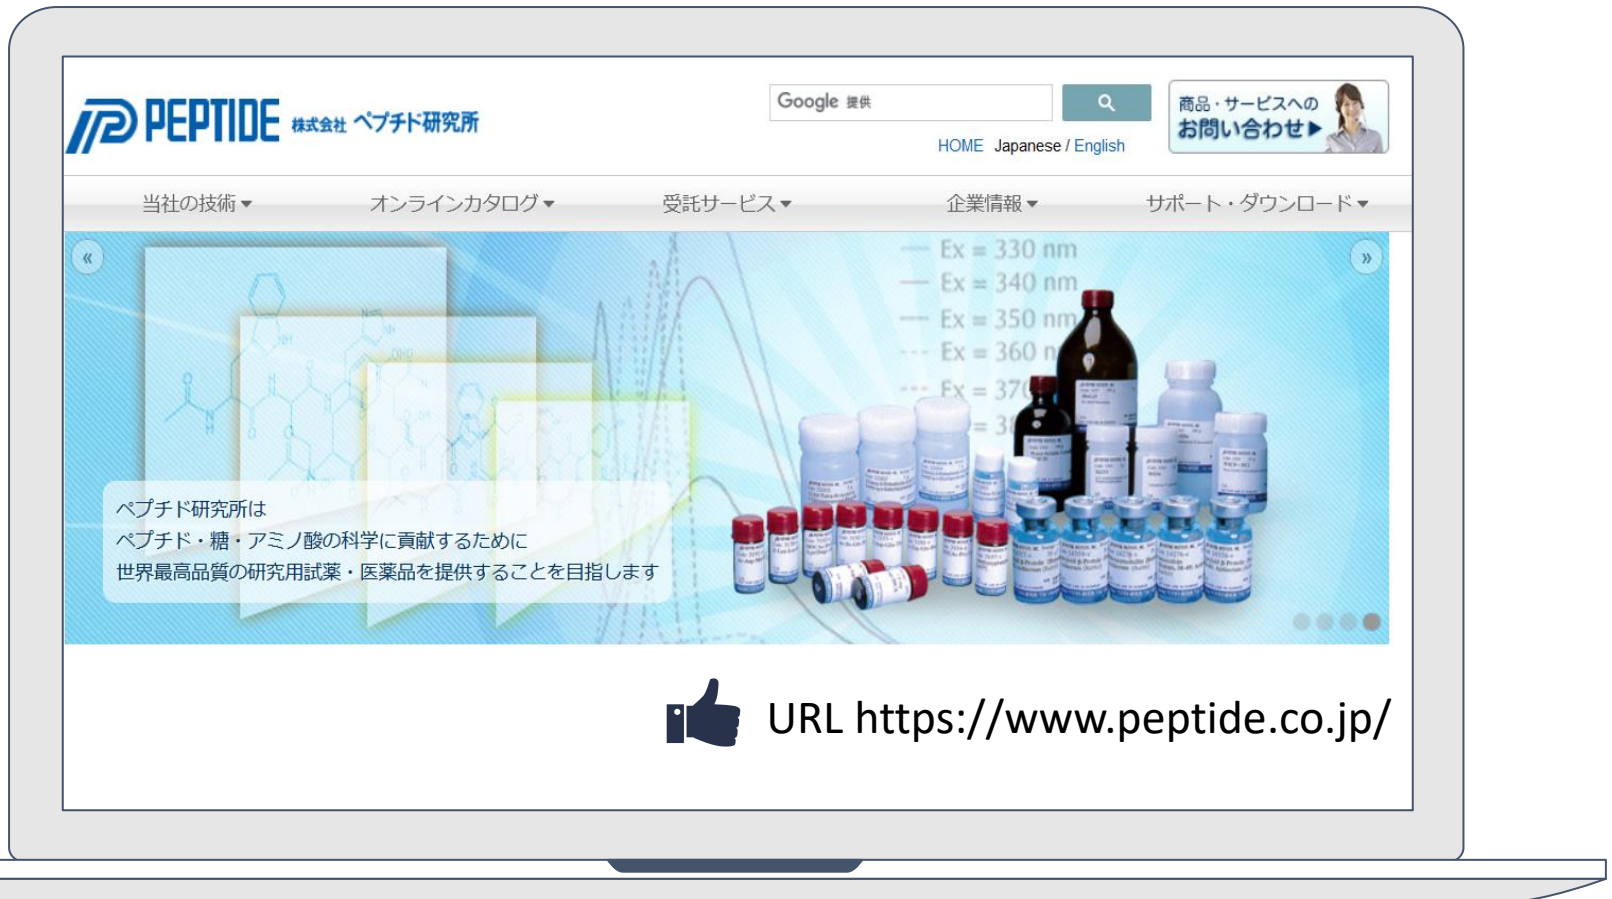 PEPTIDE 株式会社 ペプチド研究所
Google 提供
商品・サービスへの
お問い合わせ▶
HOME Japanese / English
当社の技術▼ オンラインカタログ▼ 受託サービス▼ 企業情報▼ サポート・ダウンロード▼
« »
Ex = 330 nm
Ex = 340 nm
Ex = 350 nm
Ex = 360 n
Ex = 37
= 3
ペプチド研究所は
ペプチド・糖・アミノ酸の科学に貢献するために
世界最高品質の研究用試薬・医薬品を提供することを目指します
URL https://www.peptide.co.jp/